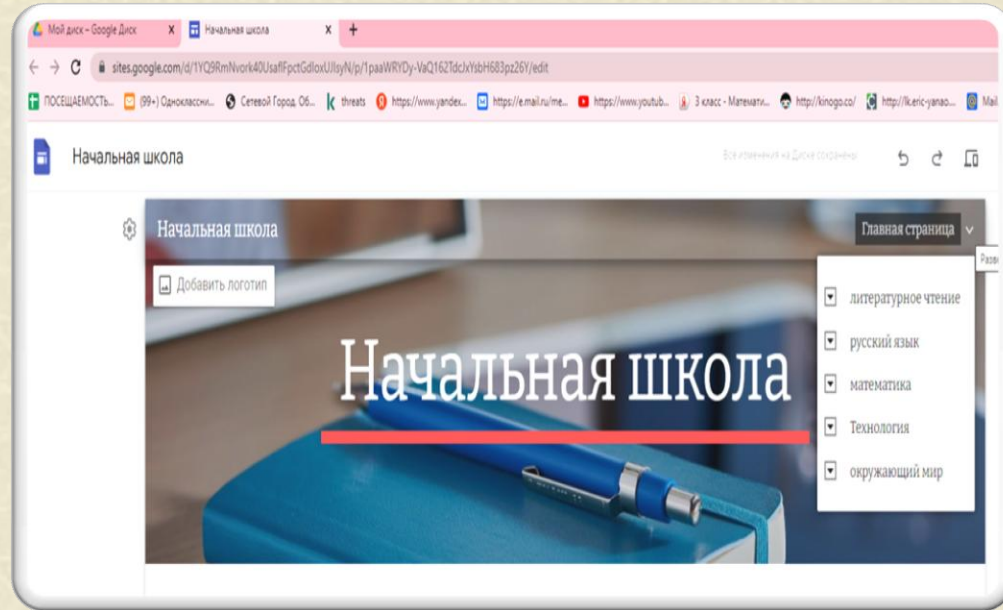 Мой диск – Google Диск X Начальная школа X +
sites.google.com/d/1YQ9RmNvork40UsaflFpctGdloxUJlsyN/p/1paaWRYDy-VaQ162TdcJxYsbH683pz26Y/edit
ПОСЕЩАЕМОСТЬ... (99+) Одноклассни... Сетевой Город. Об... threats https://www.yandex... https://e.mail.ru/me... https://www.youtub... 3 класс - Математи... http://kinogo.co/ http://lk.eric-yanao... Mail
Начальная школа
Все изменения на Диске сохранены
Начальная школа
Главная страница
Разве
Добавить логотип
литературное чтение
русский язык
математика
Технология
окружающий мир
Начальная школа